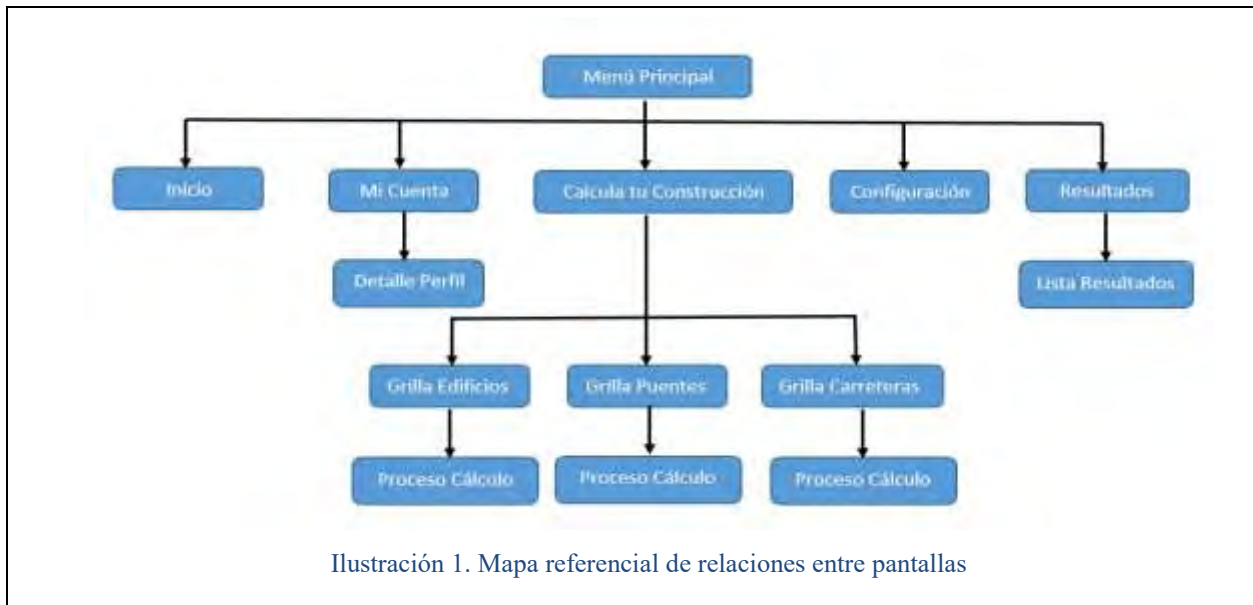 Menú Principal
Inicio
Mi Cuenta
Calcula tu Construcción
Configuración
Resultados
Detalle Perfil
Lista Resultados
Grilla Edificios
Grilla Puentes
Grilla Carreteras
Proceso Cálculo
Proceso Cálculo
Proceso Cálculo
Ilustración 1. Mapa referencial de relaciones entre pantallas